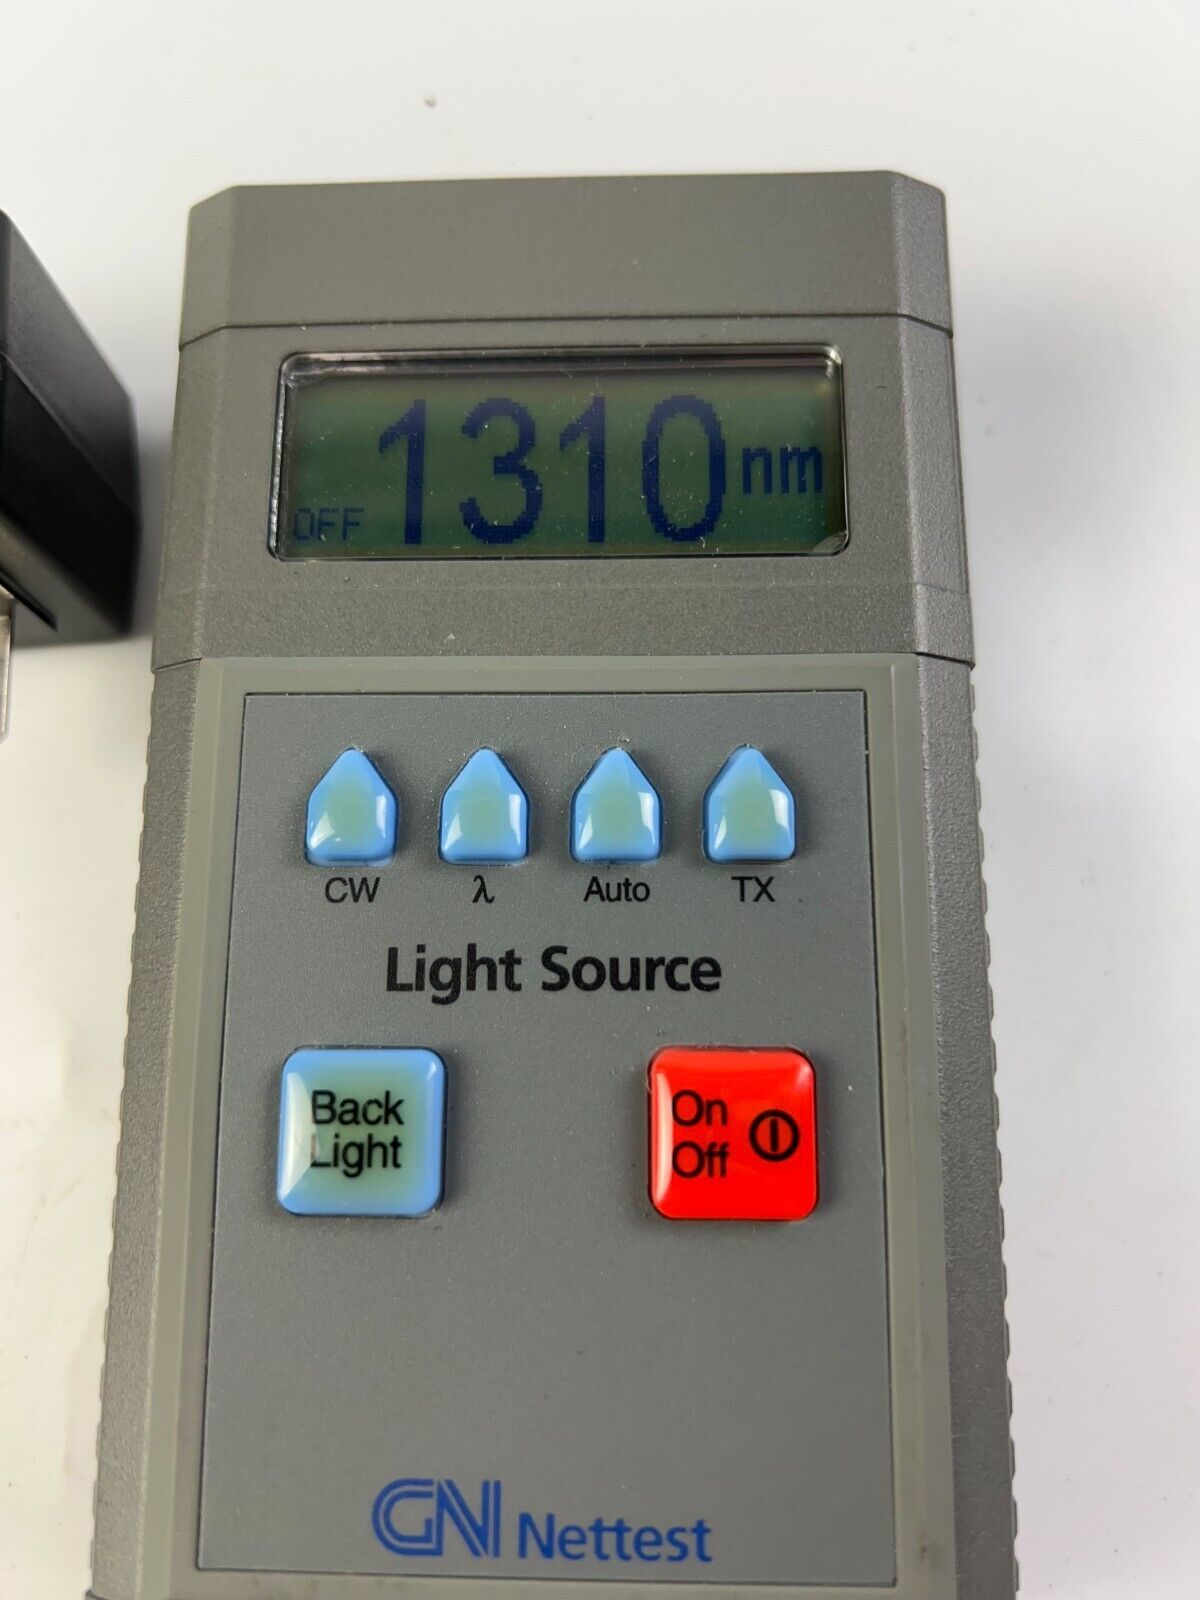 OFF 1310 nm
CW λ Auto TX
Light Source
Back
Light
On
Off
GN Nettest